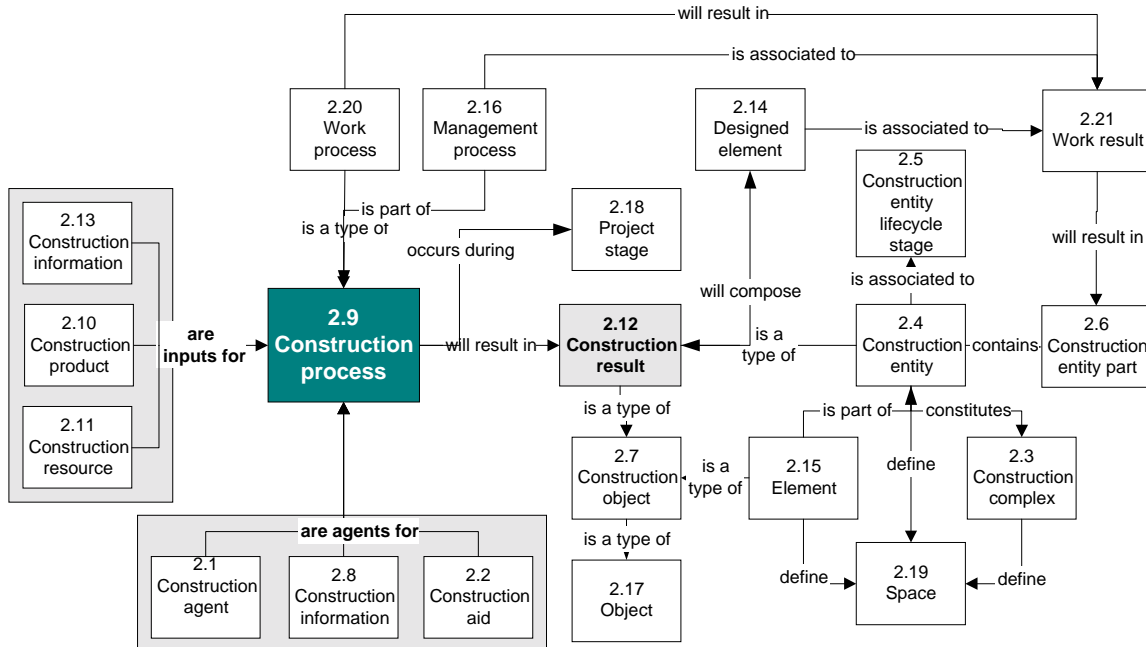 will result in
is associated to
2.20
Work
process
2.16
Management
process
2.14
Designed
element
is associated to
2.21
Work result
2.5
Construction
entity
lifecycle
stage
2.13
Construction
information
is part of
is a type of
occurs during
2.18
Project
stage
will result in
is associated to
will compose
2.10
Construction
product
are
inputs for
2.9
Construction
process
will result in
2.12
Construction
result
is a
type of
2.4
Construction
entity
contains
2.6
Construction
entity part
2.11
Construction
resource
is a type of
is part of
constitutes
2.7
Construction
object
is a
type of
2.15
Element
define
2.3
Construction
complex
are agents for
is a type of
2.1
Construction
agent
2.8
Construction
information
2.2
Construction
aid
2.17
Object
define
2.19
Space
define